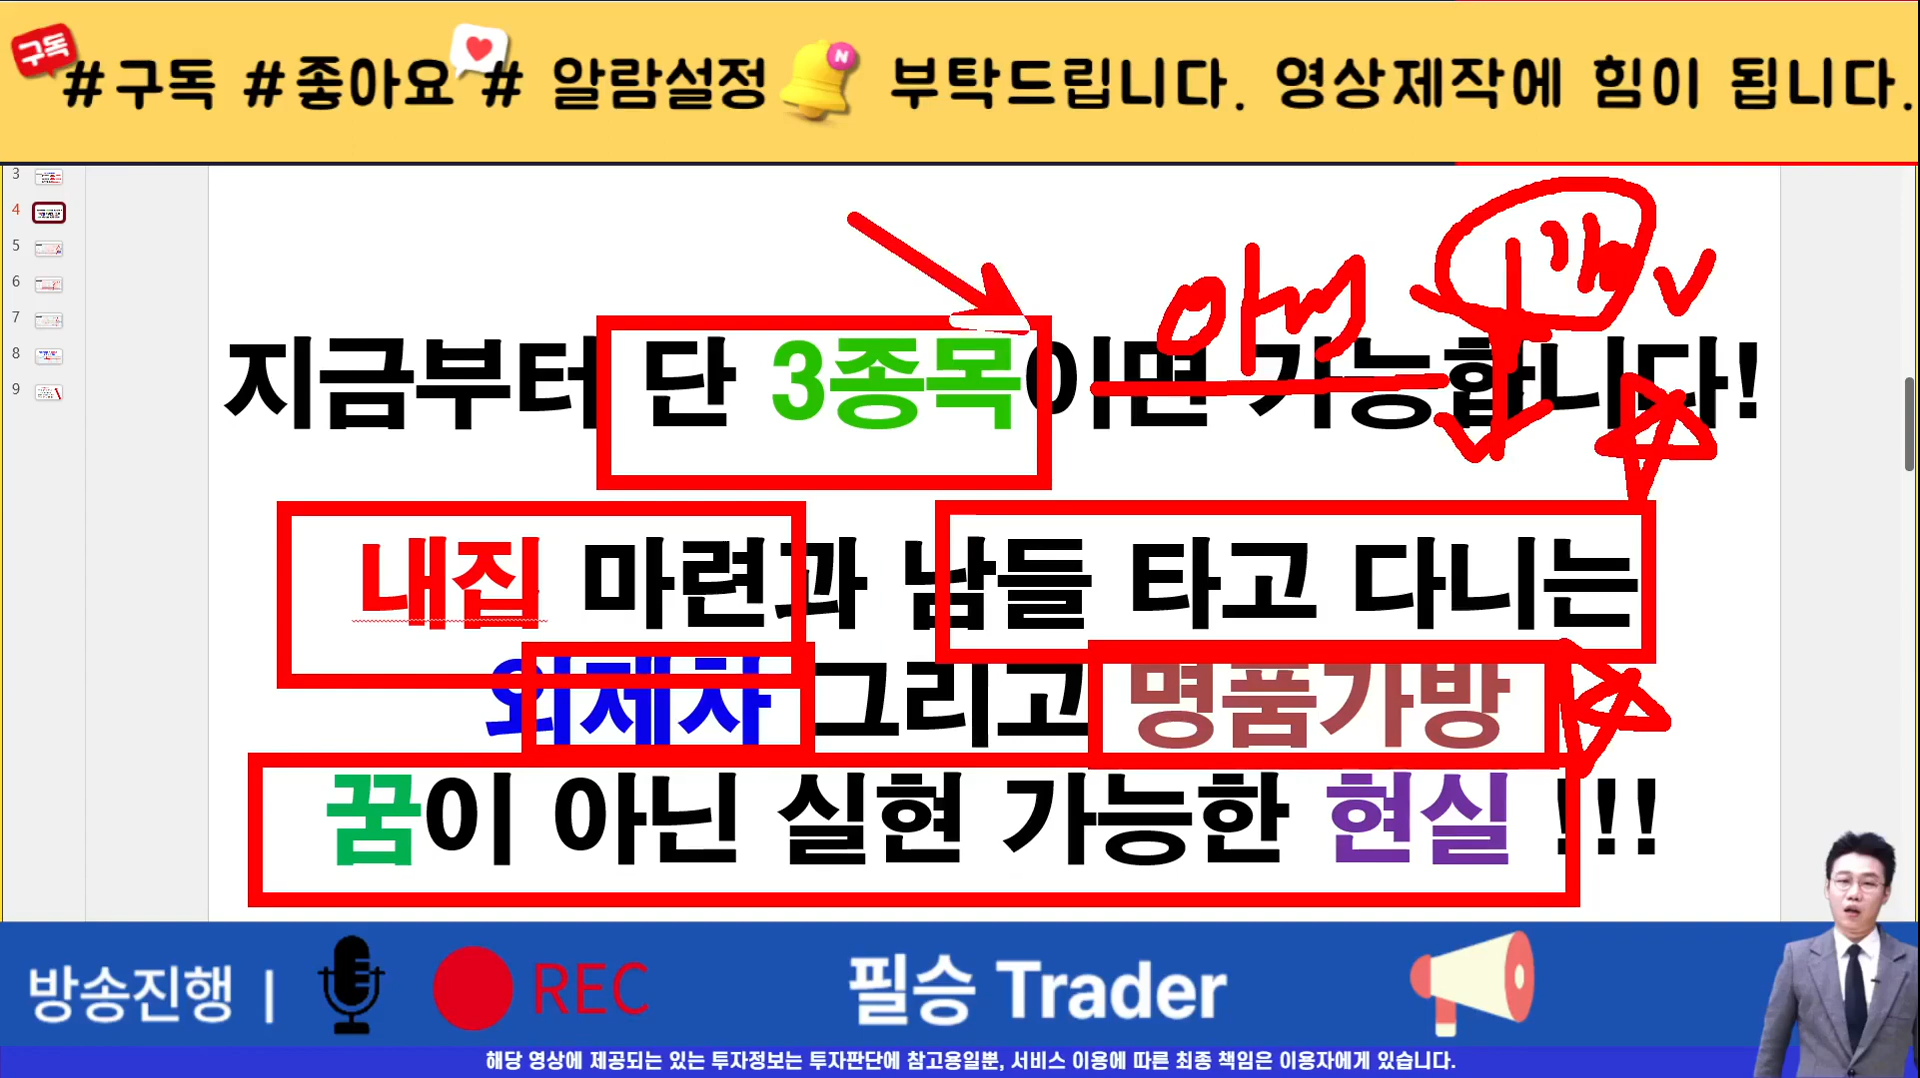 구독
#구독 #좋아요 # 알람설정 N 부탁드립니다. 영상제작에 힘이 됩니다.
3
4
5
6
7
8
9
지금부터 단 3종목이면 가능합니다!
내집 마련과 남들 타고 다니는
외제차 그리고 명품가방
꿈이 아닌 실현 가능한 현실 !!!
방송진행 | REC 필승 Trader
해당 영상에 제공되는 있는 투자정보는 투자판단에 참고용일뿐, 서비스 이용에 따른 최종 책임은 이용자에게 있습니다.